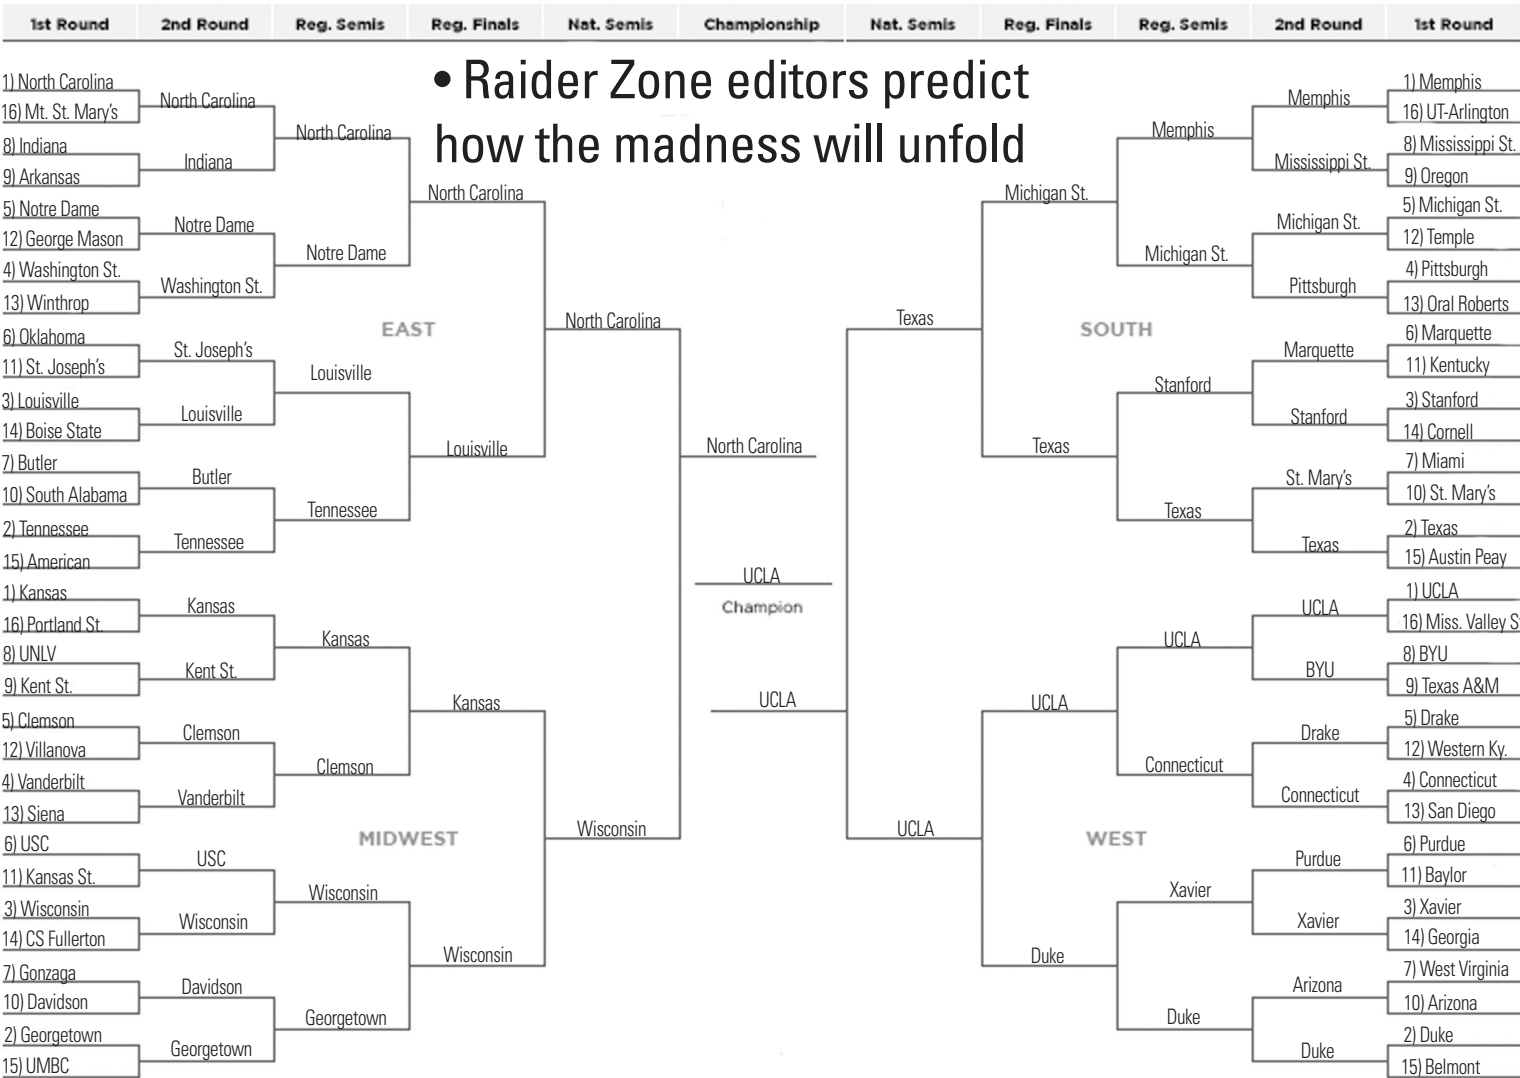 1st Round
2nd Round
Reg. Semis
Reg. Finals
Nat. Semis
Championship
Nat. Semis
Reg. Finals
Reg. Semis
2nd Round
1st Round
• Raider Zone editors predict
how the madness will unfold
1) North Carolina
16) Mt. St. Mary's
8) Indiana
9) Arkansas
5) Notre Dame
12) George Mason
4) Washington St.
13) Winthrop
6) Oklahoma
11) St. Joseph's
3) Louisville
14) Boise State
7) Butler
10) South Alabama
2) Tennessee
15) American
1) Kansas
16) Portland St.
8) UNLV
9) Kent St.
5) Clemson
12) Villanova
4) Vanderbilt
13) Siena
6) USC
11) Kansas St.
3) Wisconsin
14) CS Fullerton
7) Gonzaga
10) Davidson
2) Georgetown
15) UMBC
North Carolina
Indiana
Notre Dame
Washington St.
St. Joseph's
Louisville
Butler
Tennessee
Kansas
Kent St.
Clemson
Vanderbilt
USC
Wisconsin
Davidson
Georgetown
North Carolina
Notre Dame
Louisville
Tennessee
Kansas
Clemson
Wisconsin
Georgetown
EAST
MIDWEST
North Carolina
Louisville
Kansas
Wisconsin
North Carolina
Wisconsin
North Carolina
UCLA
Champion
UCLA
Texas
UCLA
Michigan St.
Texas
UCLA
Duke
SOUTH
WEST
Memphis
Michigan St.
Stanford
Texas
UCLA
Connecticut
Xavier
Duke
Memphis
Mississippi St.
Michigan St.
Pittsburgh
Marquette
Stanford
St. Mary's
Texas
UCLA
BYU
Drake
Connecticut
Purdue
Xavier
Arizona
Duke
1) Memphis
16) UT-Arlington
8) Mississippi St.
9) Oregon
5) Michigan St.
12) Temple
4) Pittsburgh
13) Oral Roberts
6) Marquette
11) Kentucky
3) Stanford
14) Cornell
7) Miami
10) St. Mary's
2) Texas
15) Austin Peay
1) UCLA
16) Miss. Valley S
8) BYU
9) Texas A&M
5) Drake
12) Western Ky.
4) Connecticut
13) San Diego
6) Purdue
11) Baylor
3) Xavier
14) Georgia
7) West Virginia
10) Arizona
2) Duke
15) Belmont